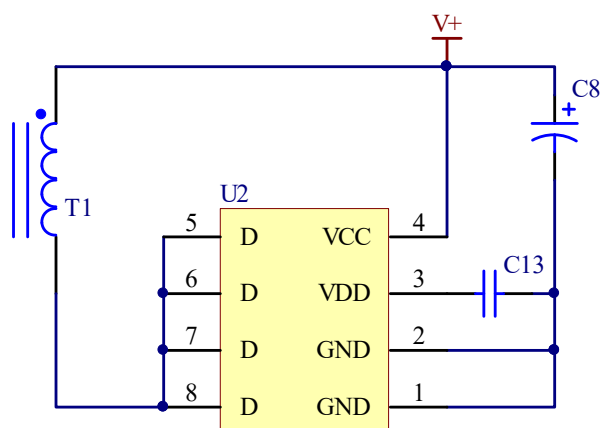 V+
C8
+
T1
U2
5 D VCC 4
C13
6 D VDD 3
7 D GND 2
8 D GND 1